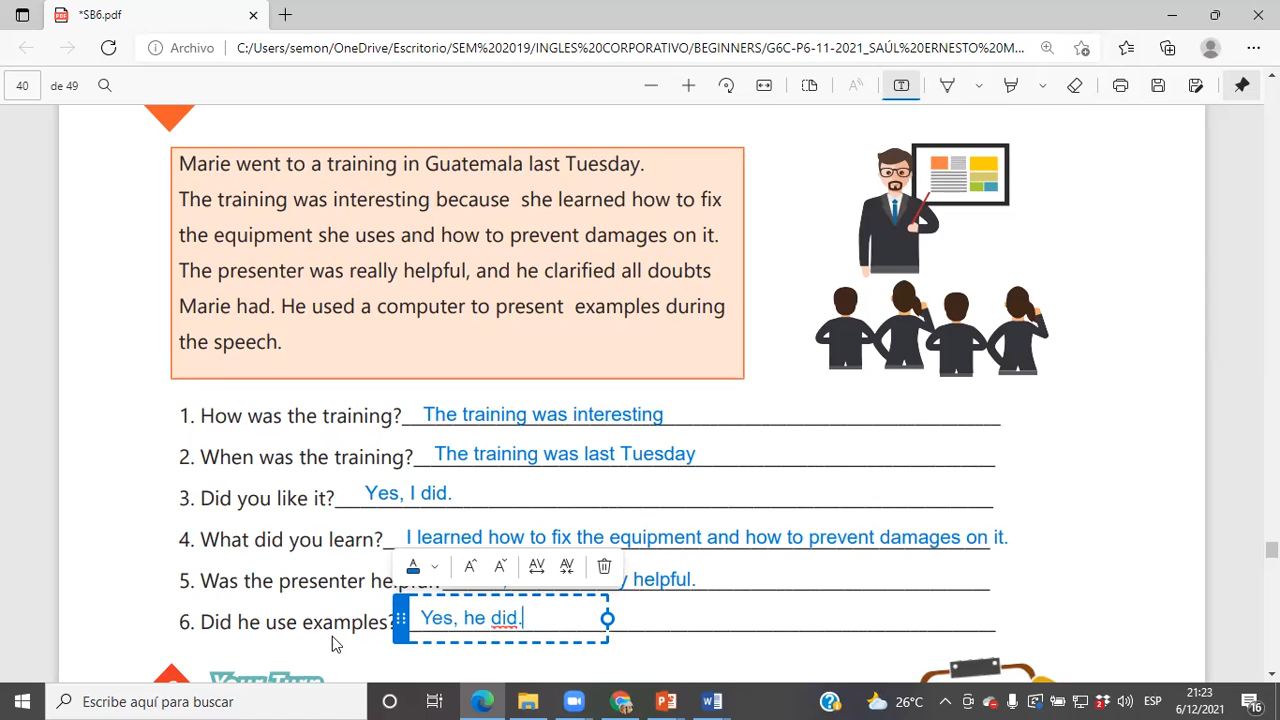 *SB6.pdf
Archivo C:/Users/semon/OneDrive/Escritorio/SEM%202019/INGLES%20CORPORATIVO/BEGINNERS/G6C-P6-11-2021_SAÚL%20ERNESTO%20M...
40 de 49
Marie went to a training in Guatemala last Tuesday.
The training was interesting because she learned how to fix
the equipment she uses and how to prevent damages on it.
The presenter was really helpful, and he clarified all doubts
Marie had. He used a computer to present examples during
the speech.
1. How was the training? The training was interesting
2. When was the training? The training was last Tuesday
3. Did you like it? Yes, I did.
4. What did you learn? I learned how to fix the equipment and how to prevent damages on it.
5. Was the presenter helpful.
6. Did he use examples? Yes, he did.
Your Turn
Escribe aquí para buscar
26°C
ESP
21:23
6/12/2021
16